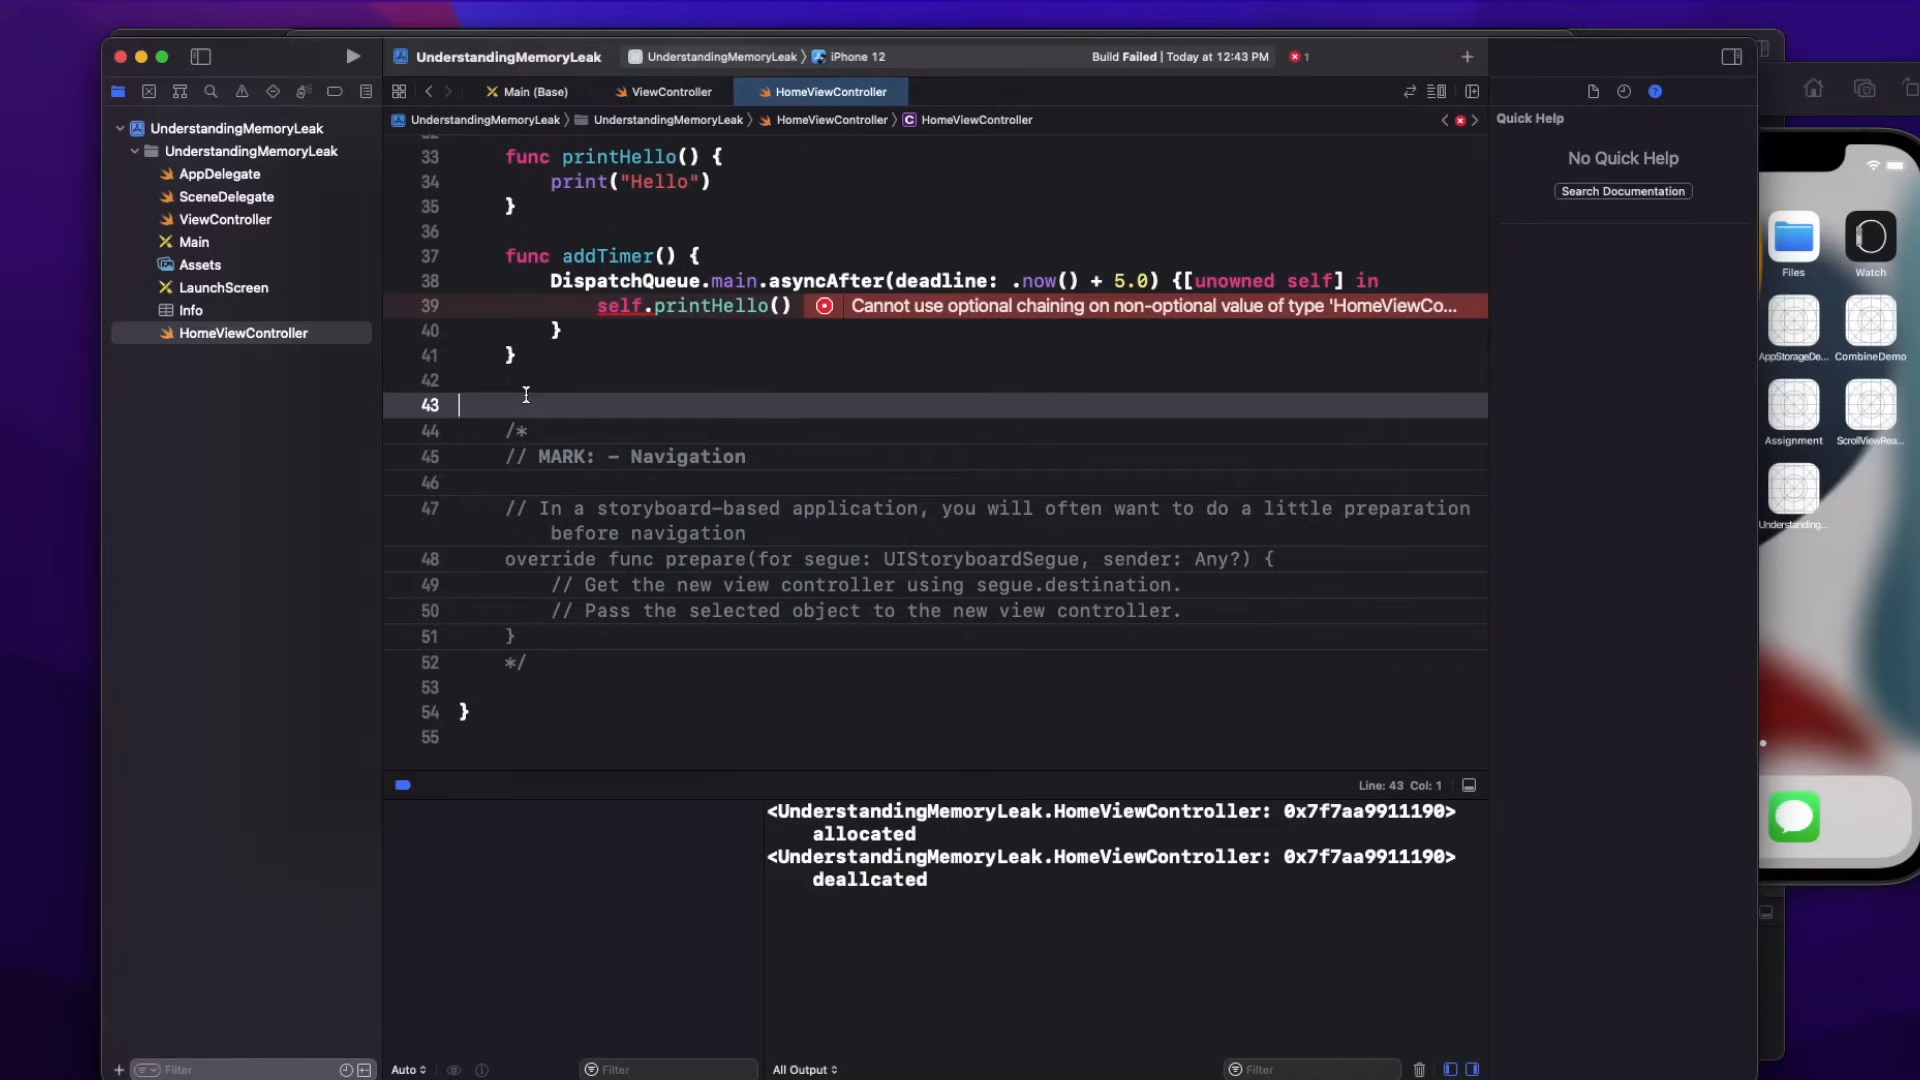 UnderstandingMemoryLeak
UnderstandingMemoryLeak 〉 iPhone 12
Build Failed | Today at 12:43 PM
1
Main (Base)
ViewController
HomeViewController
UnderstandingMemoryLeak 〉 UnderstandingMemoryLeak 〉 HomeViewController 〉 C HomeViewController
UnderstandingMemoryLeak
UnderstandingMemoryLeak
AppDelegate
SceneDelegate
ViewController
Main
Assets
LaunchScreen
Info
HomeViewController
Filter
33 func printHello() {
34 print("Hello")
35 }
36
37 func addTimer() {
38 DispatchQueue.main.asyncAfter(deadline: .now() + 5.0) {[unowned self] in
39 self.printHello() Cannot use optional chaining on non-optional value of type 'HomeViewCo...
40 }
41 }
42
43
44 /*
45 // MARK: - Navigation
46
47 // In a storyboard-based application, you will often want to do a little preparation
before navigation
48 override func prepare(for segue: UIStoryboardSegue, sender: Any?) {
49 // Get the new view controller using segue.destination.
50 // Pass the selected object to the new view controller.
51 }
52 */
53
54 }
55
Line: 43 Col: 1
<UnderstandingMemoryLeak.HomeViewController: 0x7f7aa9911190>
allocated
<UnderstandingMemoryLeak.HomeViewController: 0x7f7aa9911190>
deallcated
Auto
Filter
All Output
Filter
Quick Help
No Quick Help
Search Documentation
Files
Watch
AppStorageDe...
CombineDemo
Assignment
ScrollViewRea...
Understanding...